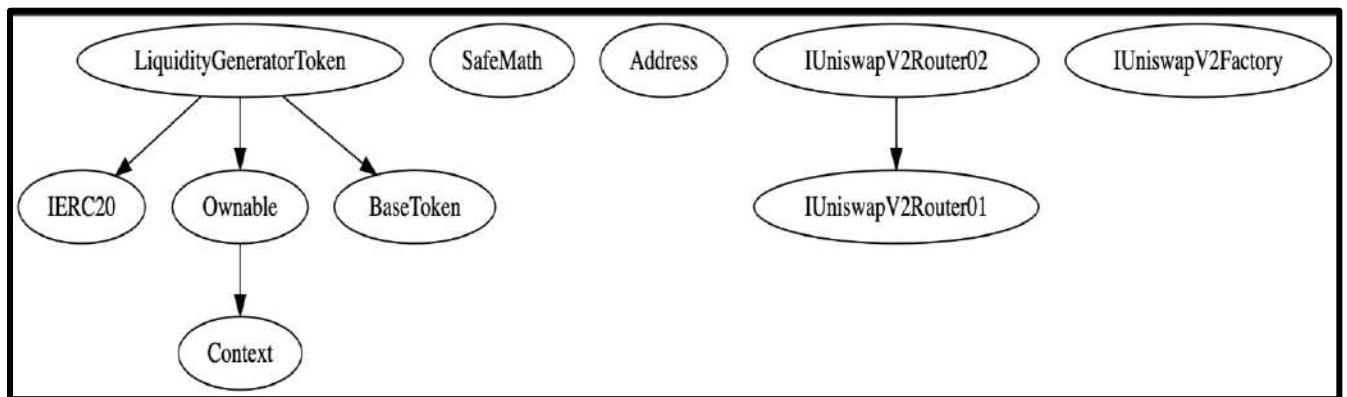 LiquidityGeneratorToken
SafeMath
Address
IUniswapV2Router02
IUniswapV2Factory
IERC20
Ownable
BaseToken
IUniswapV2Router01
Context